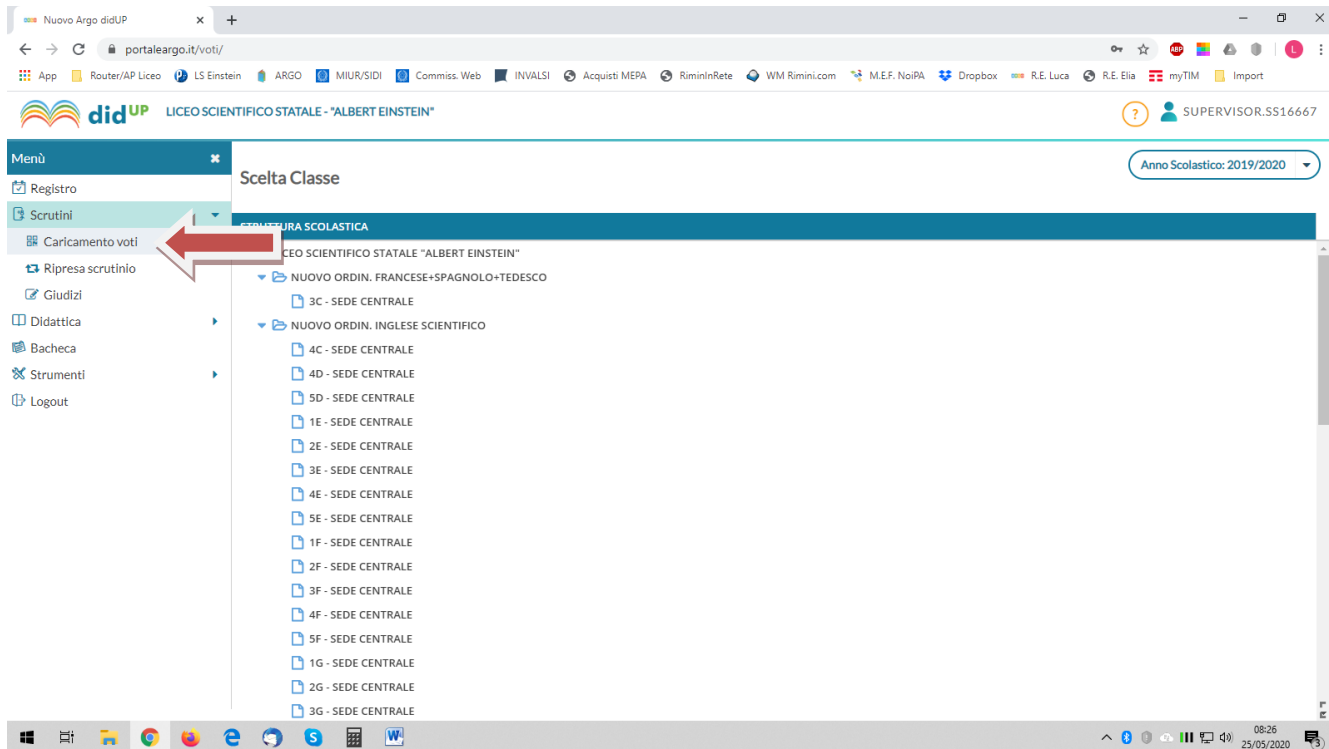 Nuovo Argo didUP
portaleargo.it/voti/
ABP
L
App Router/AP Liceo LS Einstein ARGO MIUR/SIDI Commiss. Web INVALSI Acquisti MEPA RiminInRete WM Rimini.com M.E.F. NoiPA Dropbox R.E. Luca R.E. Elia myTIM Import
didUP LICEO SCIENTIFICO STATALE - "ALBERT EINSTEIN"
? SUPERVISOR.SS16667
Menù
Anno Scolastico: 2019/2020
Scelta Classe
Registro
Scrutini
STRUTTURA SCOLASTICA
Caricamento voti
CEO SCIENTIFICO STATALE "ALBERT EINSTEIN"
Ripresa scrutinio
NUOVO ORDIN. FRANCESE+SPAGNOLO+TEDESCO
Giudizi
3C - SEDE CENTRALE
Didattica
NUOVO ORDIN. INGLESE SCIENTIFICO
Bacheca
4C - SEDE CENTRALE
Strumenti
4D - SEDE CENTRALE
Logout
5D - SEDE CENTRALE
1E - SEDE CENTRALE
2E - SEDE CENTRALE
3E - SEDE CENTRALE
4E - SEDE CENTRALE
5E - SEDE CENTRALE
1F - SEDE CENTRALE
2F - SEDE CENTRALE
3F - SEDE CENTRALE
4F - SEDE CENTRALE
5F - SEDE CENTRALE
1G - SEDE CENTRALE
2G - SEDE CENTRALE
3G - SEDE CENTRALE
08:26
25/05/2020
3